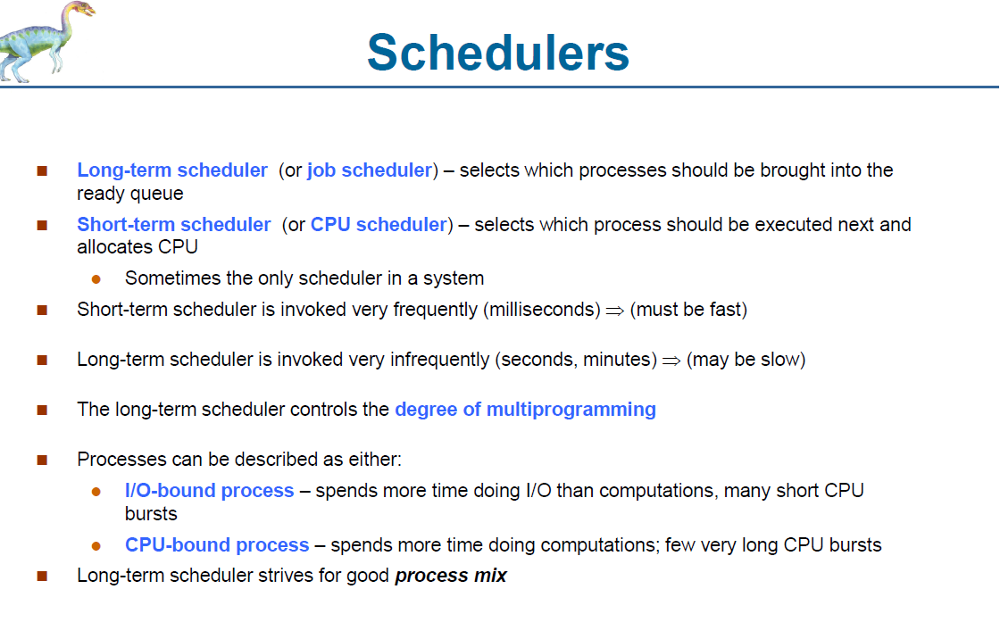 Schedulers
Long-term scheduler (or job scheduler) – selects which processes should be brought into the
ready queue
Short-term scheduler (or CPU scheduler) – selects which process should be executed next and
allocates CPU
Sometimes the only scheduler in a system
Short-term scheduler is invoked very frequently (milliseconds) ⇒ (must be fast)
Long-term scheduler is invoked very infrequently (seconds, minutes) ⇒ (may be slow)
The long-term scheduler controls the degree of multiprogramming
Processes can be described as either:
I/O-bound process – spends more time doing I/O than computations, many short CPU
bursts
CPU-bound process – spends more time doing computations; few very long CPU bursts
Long-term scheduler strives for good process mix